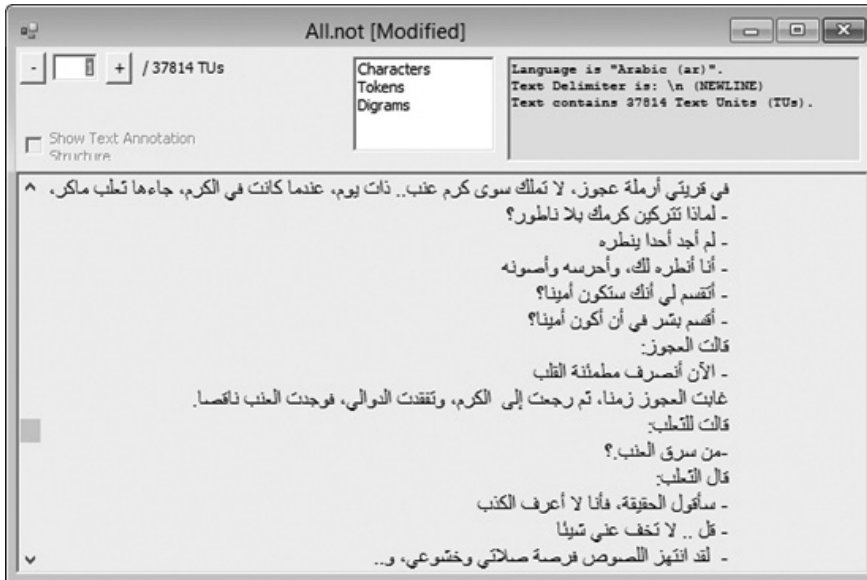 All.not [Modified]
- 1 + / 37814 TUs
Characters
Tokens
Digrams
Language is "Arabic (ar)".
Text Delimiter is: \n (NEWLINE)
Text contains 37814 Text Units (TUs).
Show Text Annotation
Structure
في قريتي أرملة عجوز، لا تملك سوى كرم عنب.. ذات يوم، عندما كانت في الكرم، جاءها ثعلب ماكر،
- لماذا تتركين كرمك بلا ناطور؟
- لم أجد أحدا ينطره
- أنا أنطره لك، وأحرسه وأصونه
- أتقسم لي أنك ستكون أمينا؟
- أقسم بشر في أن أكون أمينا؟
قالت العجوز:
- الآن أنصرف مطمئنة القلب
غابت العجوز زمنا، ثم رجعت إلى الكرم، وتفقدت الدوالي، فوجدت العنب ناقصا.
قالت للثعلب:
-من سرق العنب.؟
قال الثعلب:
- سأقول الحقيقة، فأنا لا أعرف الكذب
- قل .. لا تخف عني شيئا
- لقد انتهز اللصوص فرصة صلاتي وخشوعي، و..